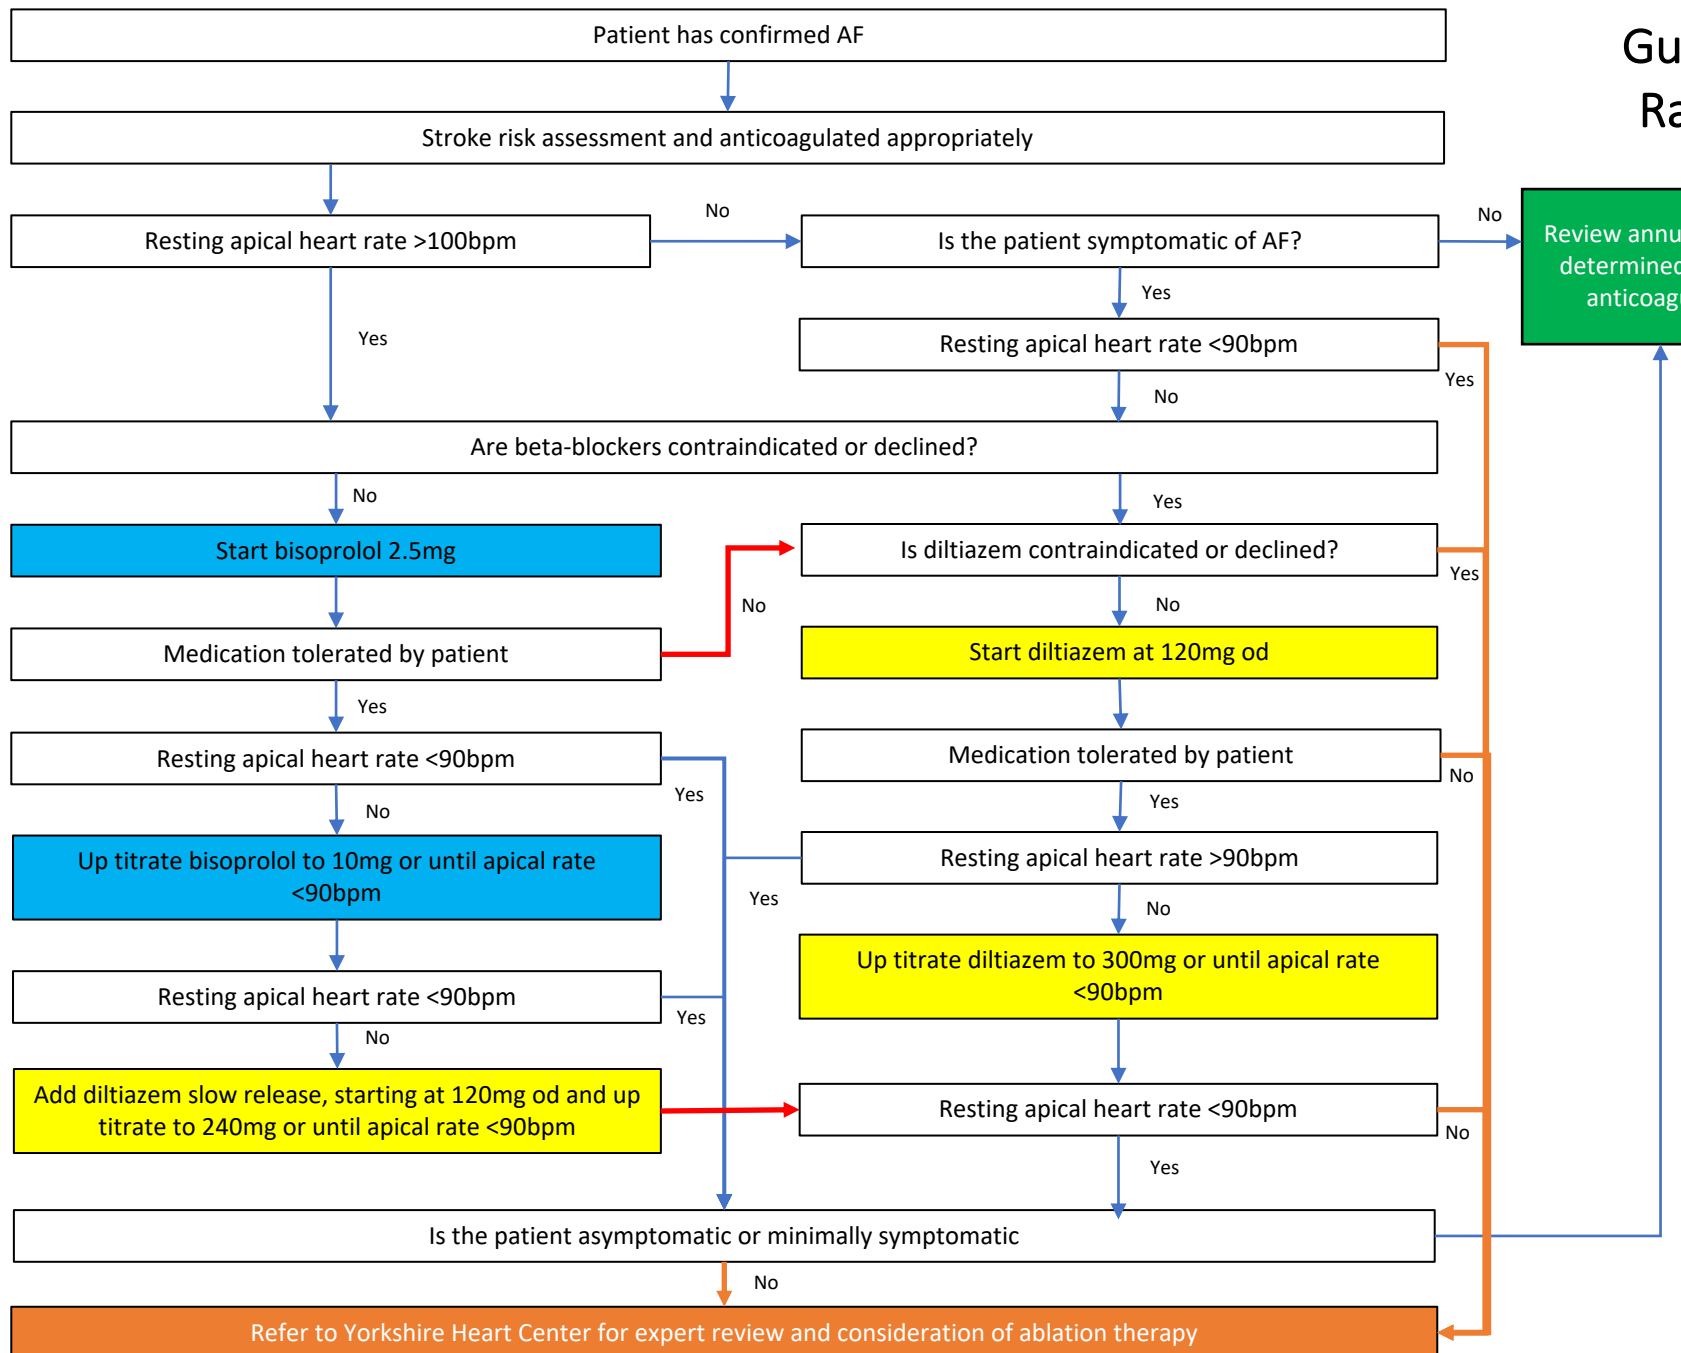 Patient has confirmed AF
Stroke risk assessment and anticoagulated appropriately
Resting apical heart rate >100bpm
No
Is the patient symptomatic of AF?
No
Yes
Yes
Resting apical heart rate <90bpm
Yes
No
Are beta-blockers contraindicated or declined?
No
Yes
Start bisoprolol 2.5mg
Is diltiazem contraindicated or declined?
Yes
No
No
Medication tolerated by patient
Start diltiazem at 120mg od
Yes
Resting apical heart rate <90bpm
Medication tolerated by patient
Yes
No
No
Yes
Up titrate bisoprolol to 10mg or until apical rate
<90bpm
Resting apical heart rate >90bpm
Yes
No
Up titrate diltiazem to 300mg or until apical rate
<90bpm
Resting apical heart rate <90bpm
Yes
No
Add diltiazem slow release, starting at 120mg od and up
titrate to 240mg or until apical rate <90bpm
Resting apical heart rate <90bpm
No
Yes
Is the patient asymptomatic or minimally symptomatic
No
Refer to Yorkshire Heart Center for expert review and consideration of ablation therapy
Review
determined